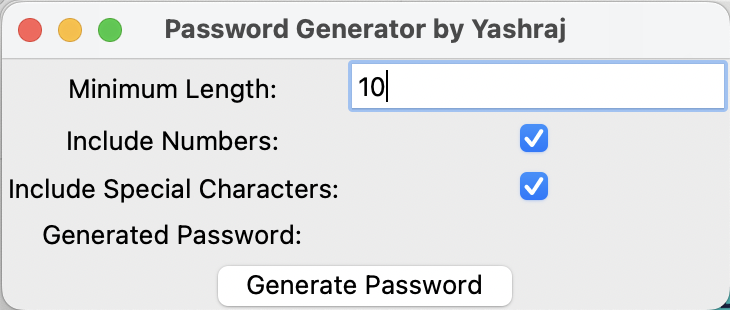 Password Generator by Yashraj
Minimum Length: 10
Include Numbers:
Include Special Characters:
Generated Password:
Generate Password